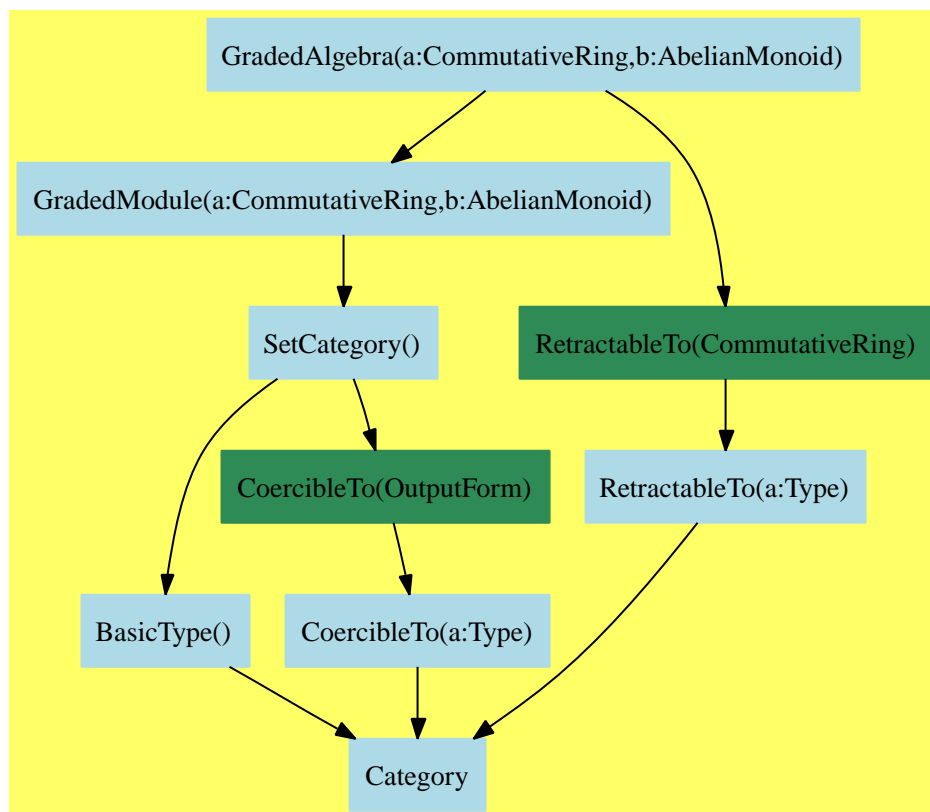 GradedAlgebra(a:CommutativeRing,b:AbelianMonoid)
GradedModule(a:CommutativeRing,b:AbelianMonoid)
SetCategory()
RetractableTo(CommutativeRing)
CoercibleTo(OutputForm)
RetractableTo(a:Type)
BasicType()
CoercibleTo(a:Type)
Category